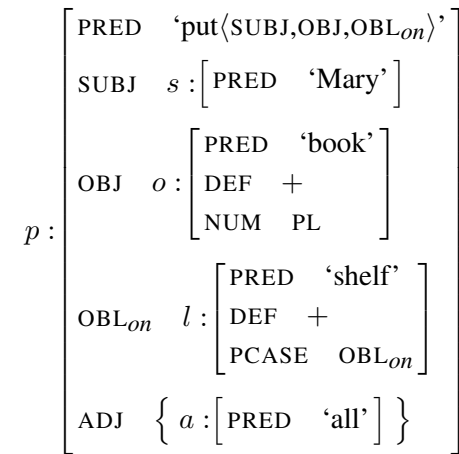 PRED ‘put⟨SUBJ,OBJ,OBLon⟩’
SUBJ s : [ PRED ‘Mary’ ]
PRED ‘book’
OBJ o : DEF +
NUM PL
p :
PRED ‘shelf’
OBLon l : DEF +
PCASE OBLon
ADJ { a : [ PRED ‘all’ ] }